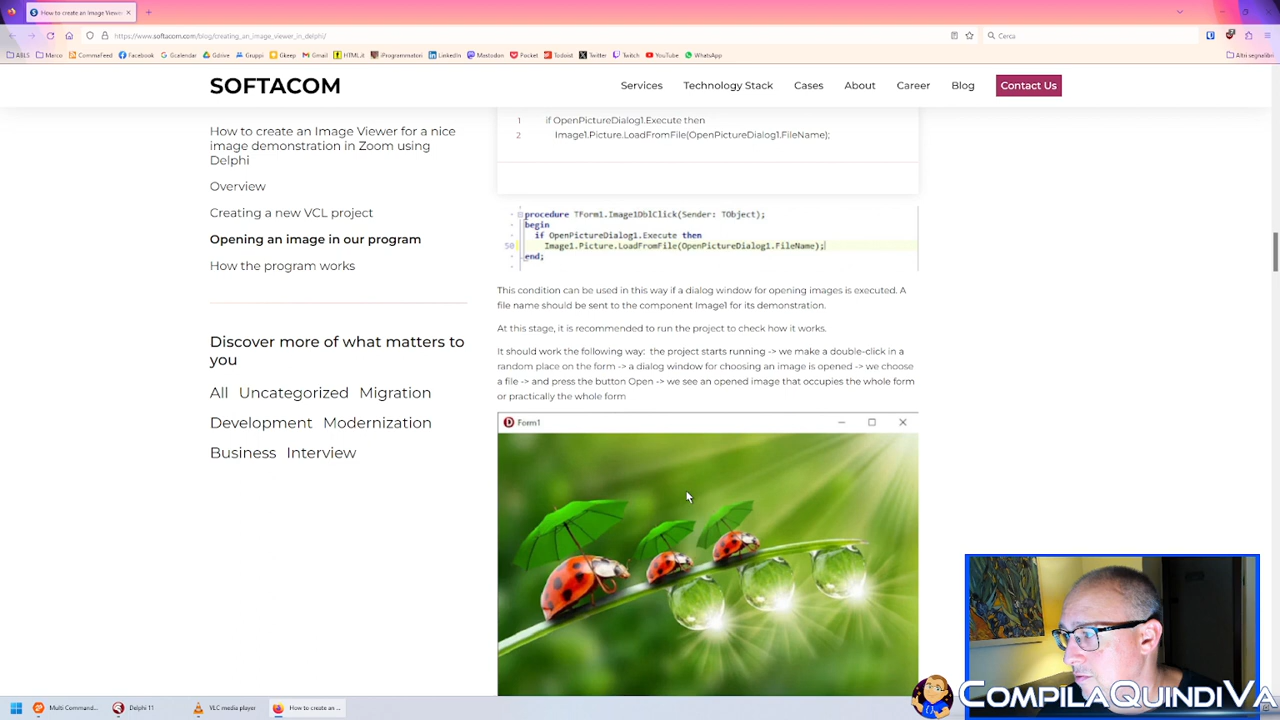 How to create an Image Viewer
https://www.softacom.com/blog/creating_an_image_viewer_in_delphi/
Cerca
ABLS
Marco
CommaFeed
Facebook
Gmail
Gcalendar
Gdrive
Gruppi
Gkeep
Gmari
HTML.it
iProgrammatori
LinkedIn
Mastodon
Pocket
Todoist
Twitter
Twitch
YouTube
WhatsApp
SOFTACOM
Services
Technology Stack
Cases
About
Career
Blog
Contact Us
How to create an Image Viewer for a nice
image demonstration in Zoom using
Delphi
Overview
Creating a new VCL project
Opening an image in our program
How the program works
Discover more of what matters to
you
All Uncategorized Migration
Development Modernization
Business Interview
1 if OpenPictureDialog1.Execute then
2 Image1.Picture.LoadFromFile(OpenPictureDialog1.FileName);
procedure TForm1.Image1DblClick(Sender: TObject);
begin
if OpenPictureDialog1.Execute then
50 Image1.Picture.LoadFromFile(OpenPictureDialog1.FileName);
end;
This condition can be used in this way if a dialog window for opening images is executed. A
file name should be sent to the component Image1 for its demonstration.
At this stage, it is recommended to run the project to check how it works.
It should work the following way: the project starts running -> we make a double-click in a
random place on the form -> a dialog window for choosing an image is opened -> we choose
a file -> and press the button Open -> we see an opened image that occupies the whole form
or practically the whole form
Form1
COMPILAQUINDIVA
Multi Command...
Delphi 11
VLC media player
How to create an ...